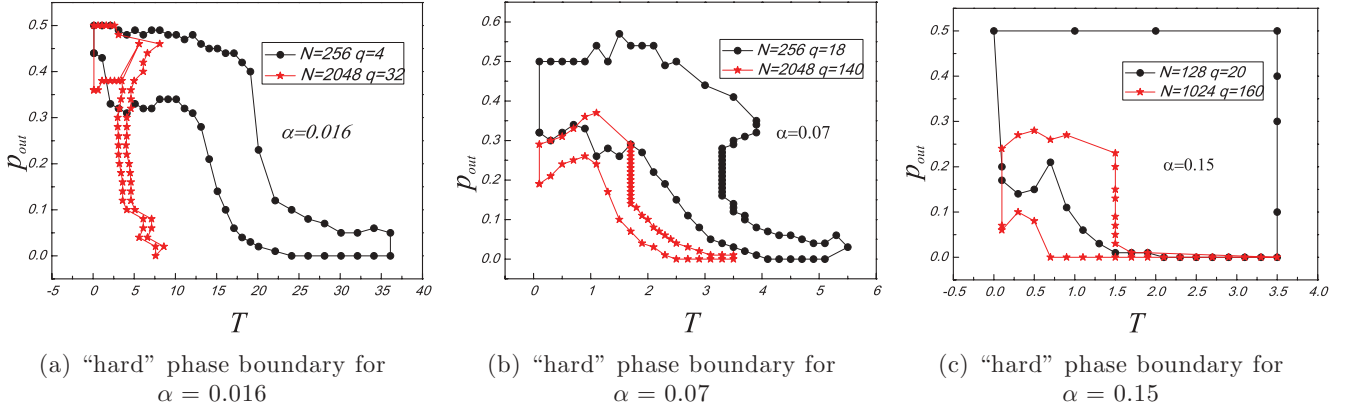 0.5
0.4
0.3
0.2
0.1
0.0
p_out
N=256 q=4
N=2048 q=32
α=0.016
0 5 10 15 20 25 30 35 40
T
(a) “hard” phase boundary for
α = 0.016
0.7
0.6
0.5
0.4
0.3
0.2
0.1
0.0
p_out
N=256 q=18
N=2048 q=140
α=0.07
0 1 2 3 4 5 6
T
(b) “hard” phase boundary for
α = 0.07
0.5
0.4
0.3
0.2
0.1
0.0
p_out
N=128 q=20
N=1024 q=160
α=0.15
-0.5 0.0 0.5 1.0 1.5 2.0 2.5 3.0 3.5 4.0
T
(c) “hard” phase boundary for
α = 0.15